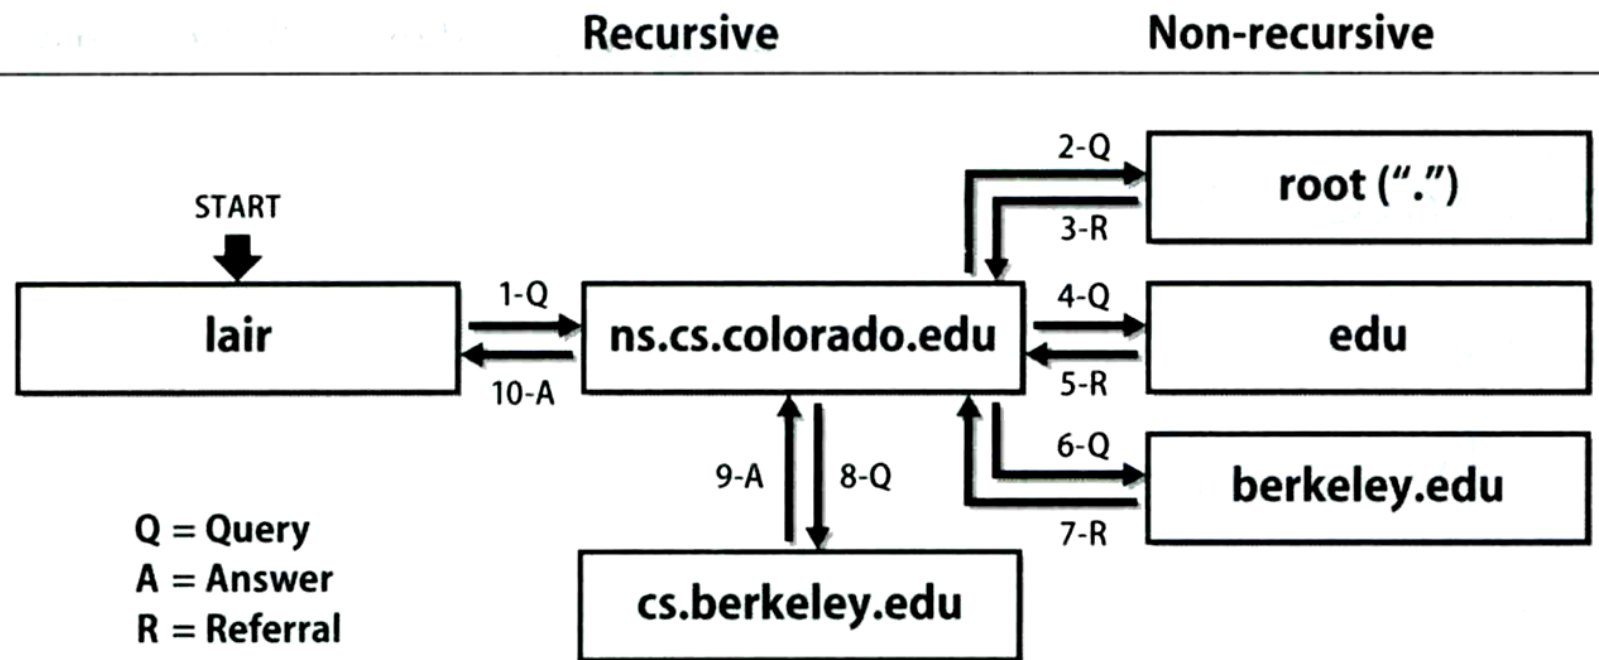 Recursive
Non-recursive
2-Q
root (“.”)
START
3-R
1-Q
4-Q
lair
ns.cs.colorado.edu
edu
10-A
5-R
6-Q
9-A
8-Q
berkeley.edu
Q = Query
7-R
A = Answer
cs.berkeley.edu
R = Referral